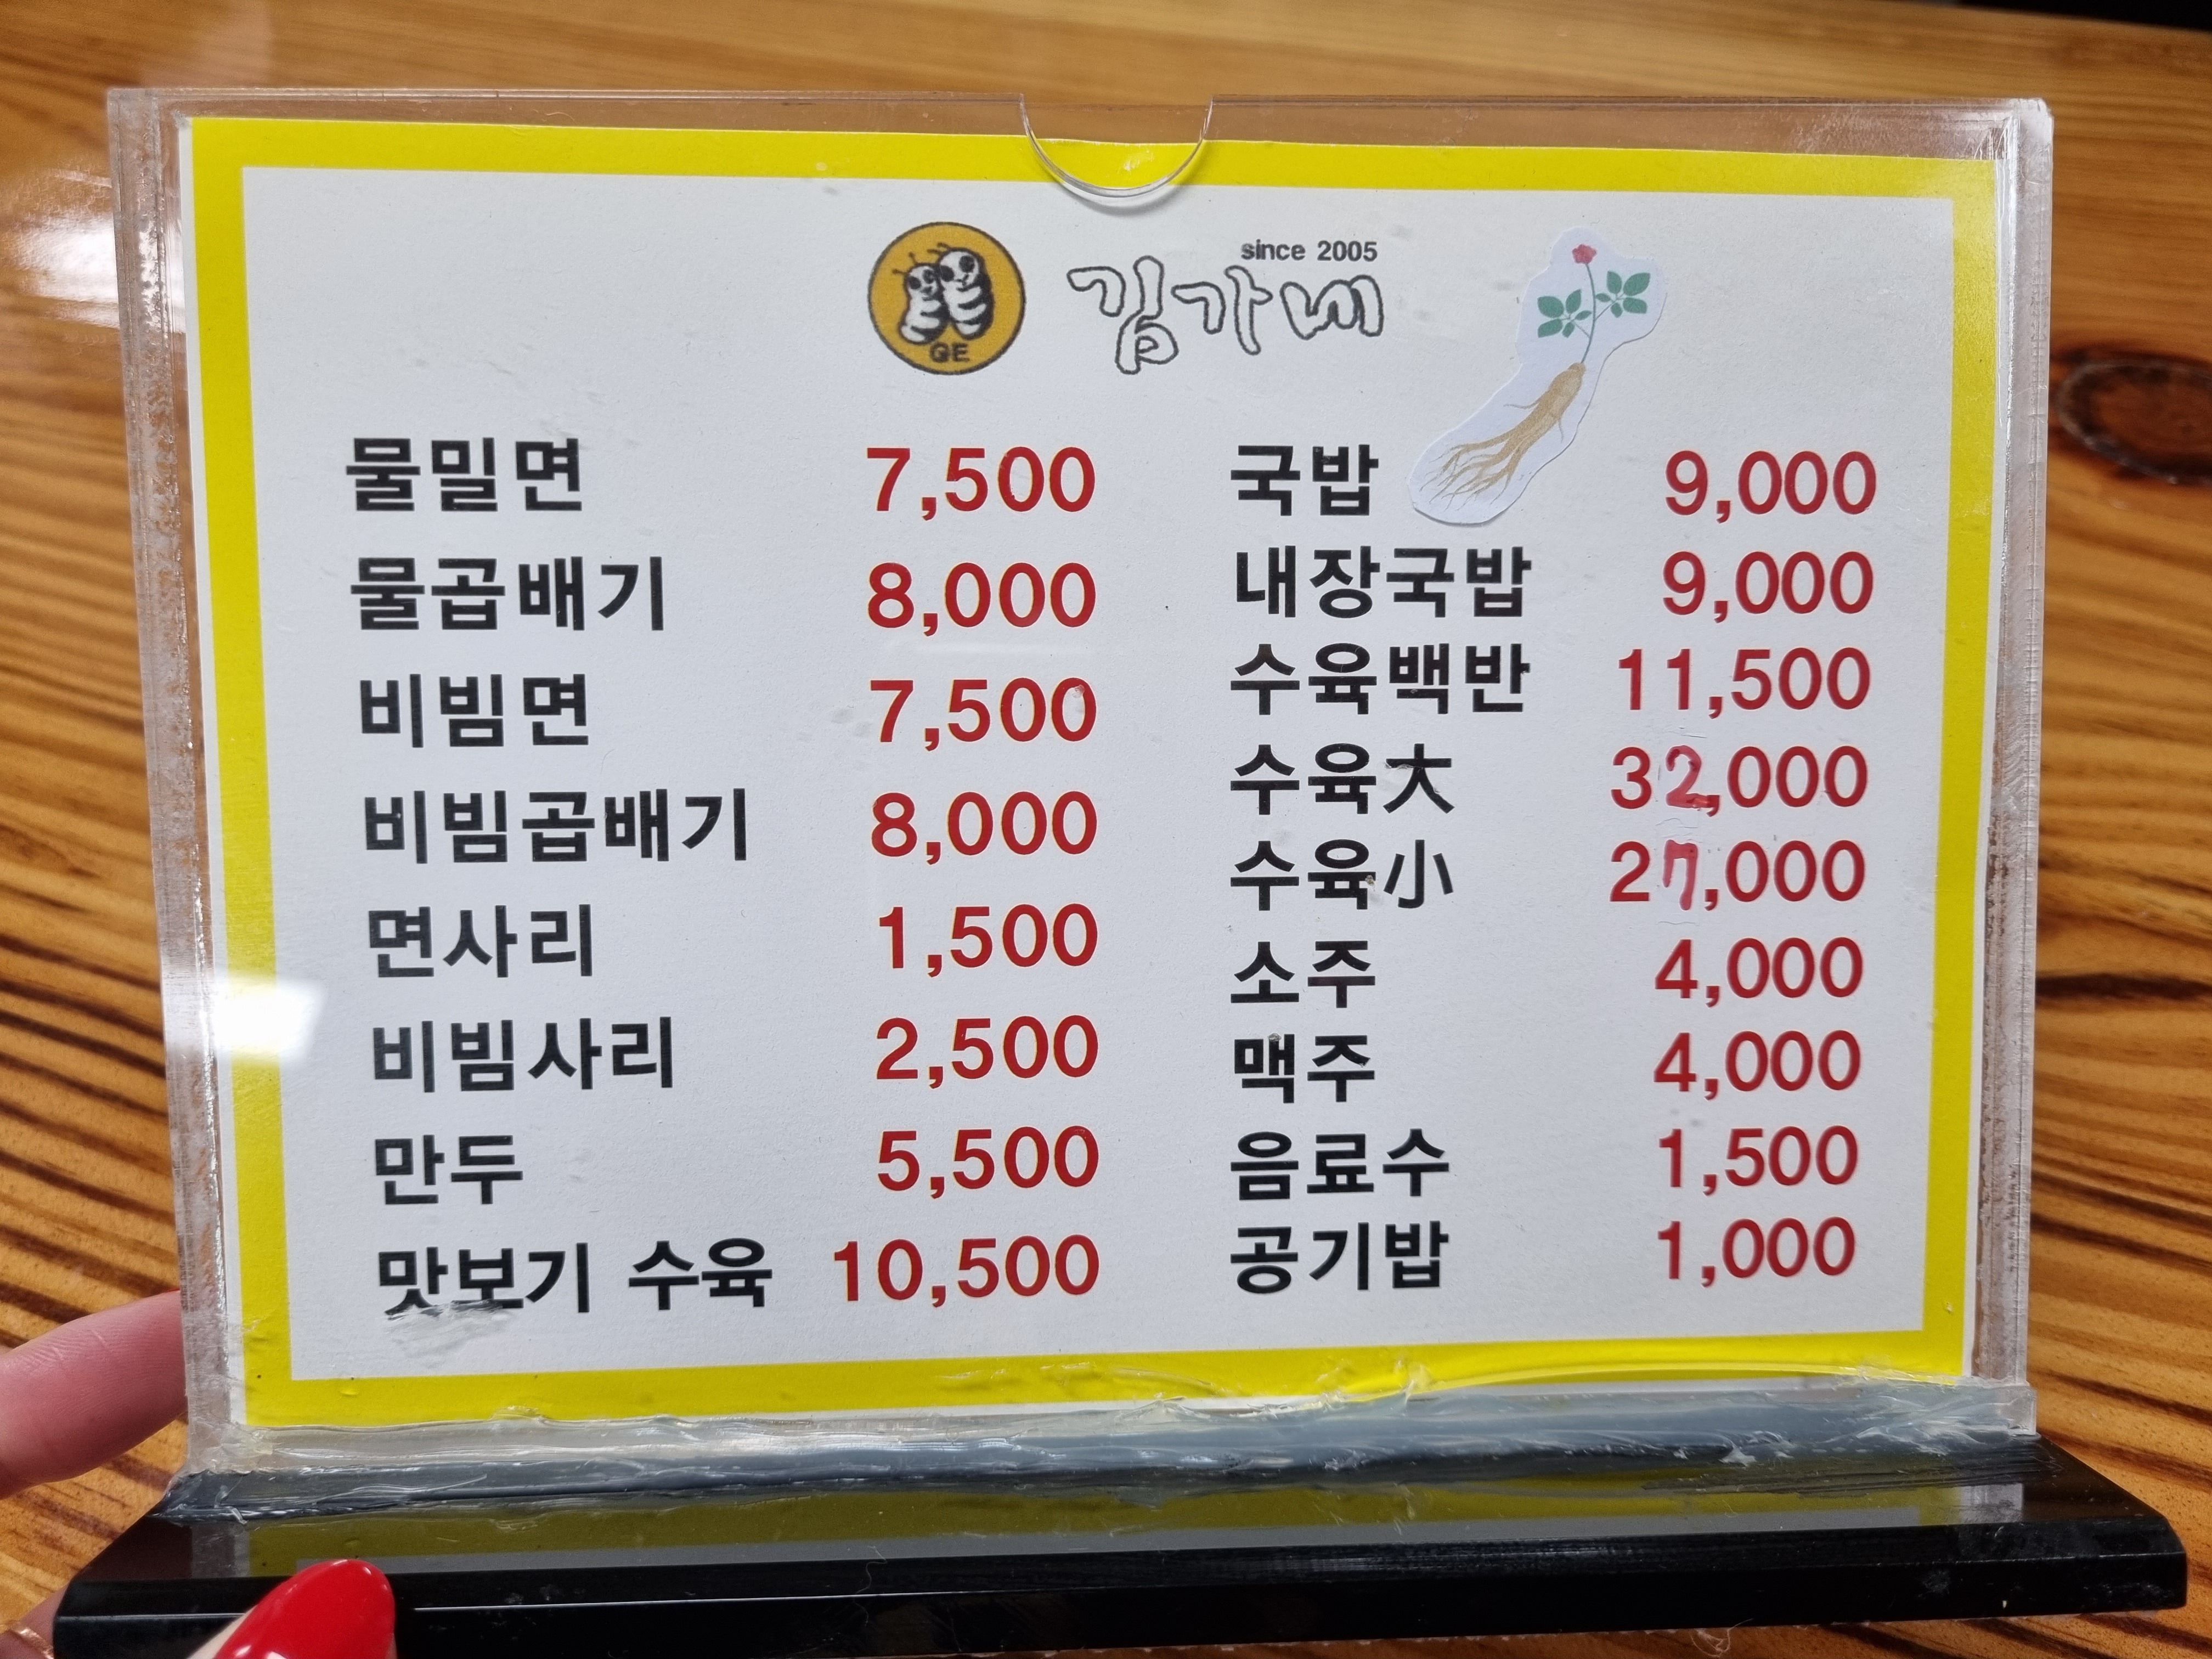 GE
since 2005
김가네
물밀면 7,500
물곱배기 8,000
비빔면 7,500
비빔곱배기 8,000
면사리 1,500
비빔사리 2,500
만두 5,500
맛보기 수육 10,500
국밥 9,000
내장국밥 9,000
수육백반 11,500
수육大 32,000
수육小 27,000
소주 4,000
맥주 4,000
음료수 1,500
공기밥 1,000